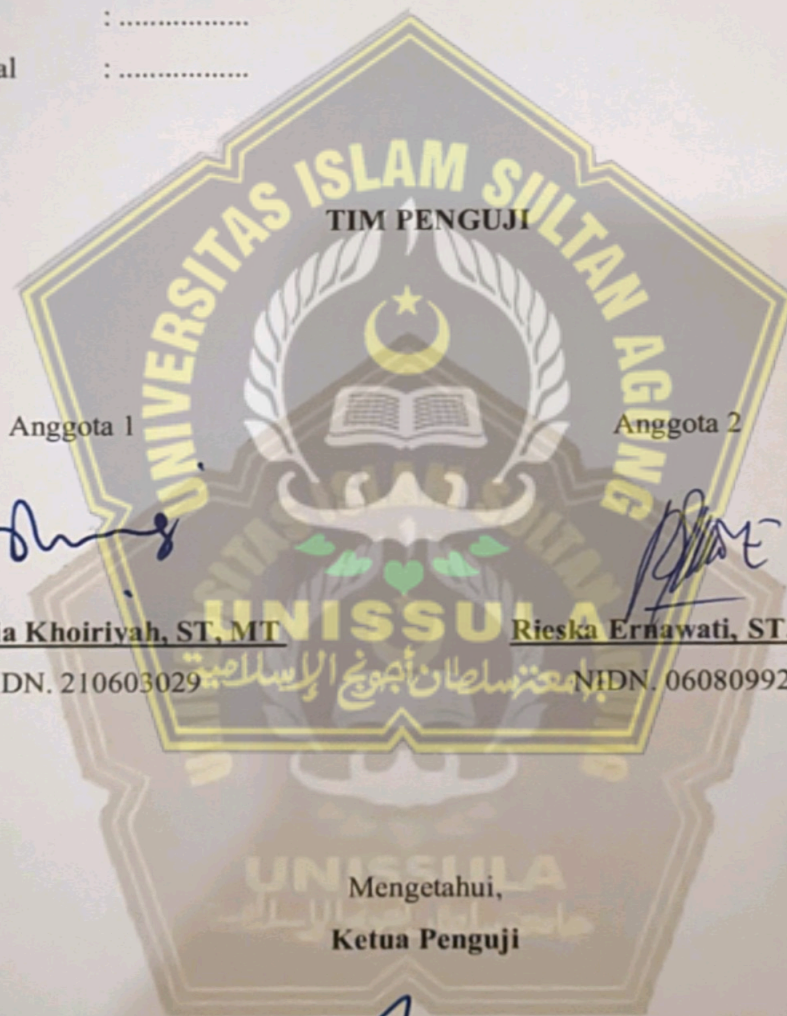 : .................
al : .................
UNIVERSITAS ISLAM SULTAN AGUNG
TIM PENGUJI
Anggota 1 Anggota 2
UNISSULA
a Khoiriyah, ST, MT Rieska Ernawati, ST
DN. 210603029 NIDN. 06080992
جامعة سلطان أجونج الإسلامية
UNISSULA
Mengetahui,
Ketua Penguji